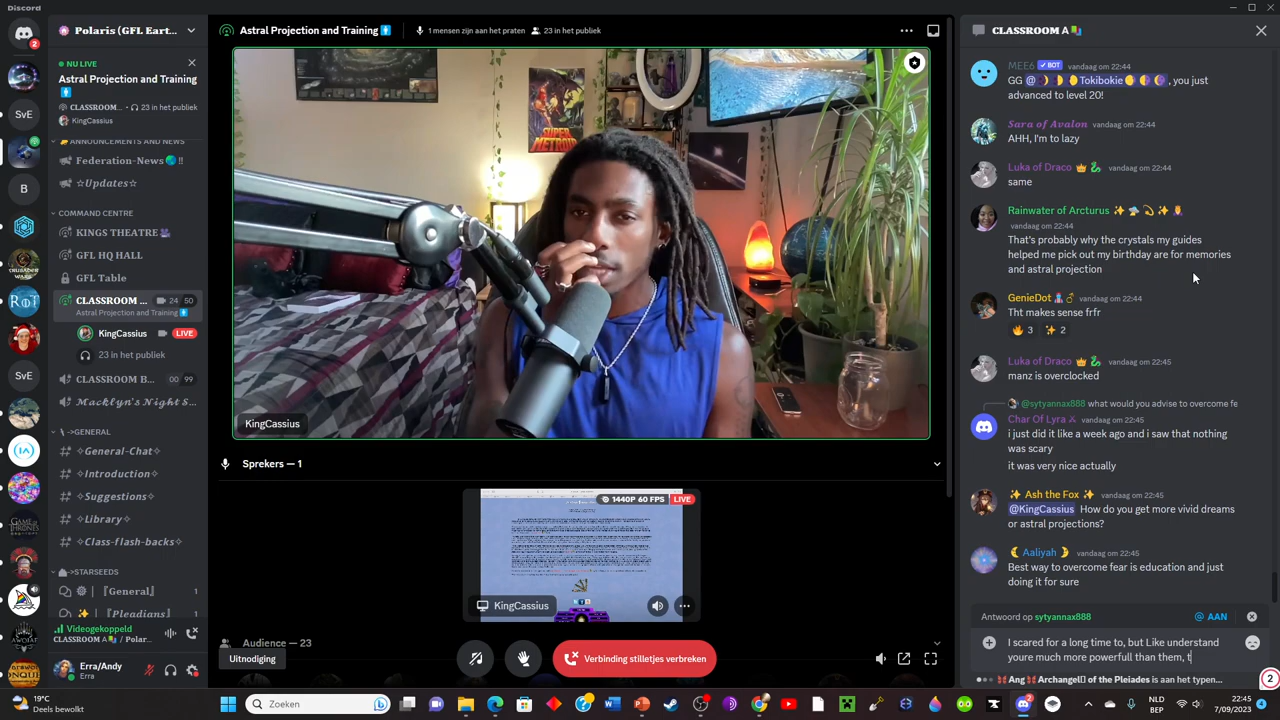 Discord
Polaris (GFL Eart...
NU LIVE
Astral Projection and Training
CLASSROOM... • 23 in het publiek
KingCassius
ANNOUNCEMENTS AND NEWS
Federation-News !!
☆Updates☆
COMMAND CENTRE
KINGS THEATRE
GFL HQ HALL
GFL Table
CLASSROOM ... 24 50
Astral Projection and Training
KingCassius LIVE
23 in het publiek
CLASSROOM B... 00 99
Macklyn's Night s...
->GENERAL
✧General-Chat✧
✧Introduction✧
✧Suggestions✧
✧Library✧
✧Class-flash-backs✧
->STARSEEDS
『General』 1
『Pleadians』 1
Videogekoppeld
CLASSROOM A / Polar...
Erra/Andy
Erra
SvE
B
SvE
2
Astral Projection and Training
1 mensen zijn aan het praten 23 in het publiek
SUPER
METROID
KingCassius
Sprekers — 1
1440P 60 FPS LIVE
KingCassius
Audience — 23
Uitnodiging
Verbinding stilletjes verbreken
CLASSROOM A
MEE6 ✓ BOT vandaag om 22:44
GG @Tokibokie, you just
advanced to level 20!
Sara of Avalon vandaag om 22:44
AHH, I'm to lazy
Luka of Draco vandaag om 22:44
same
Rainwater of Arcturus
vandaag om 22:44
That's probably why the crystals my guides
helped me pick out my birthday are for memories
and astral projection
GenieDot vandaag om 22:44
Tht makes sense frfr
3 2
Luka of Draco vandaag om 22:45
manz is overclocked
@sytyannax888 what would you advise to overcome fe
Char Of Lyra vandaag om 22:45
i just did it like a week ago and i saw that nothing
was scary
it was very nice actually
Ash the Fox vandaag om 22:45
@KingCassius How do you get more vivid dreams
or astral projections?
Aaliyah vandaag om 22:45
Best way to overcome fear is education and just
doing it for sure
Antwoord op sytyannax888 @ AAN
I scared for a long time to, but Like understand
youre much more powerfull than them, t
Ang Archangel of the Pleiades is aan het typen...
2
19°C
Deels bewolkt
Zoeken
NLD
BEP
22:45
7/09/2023